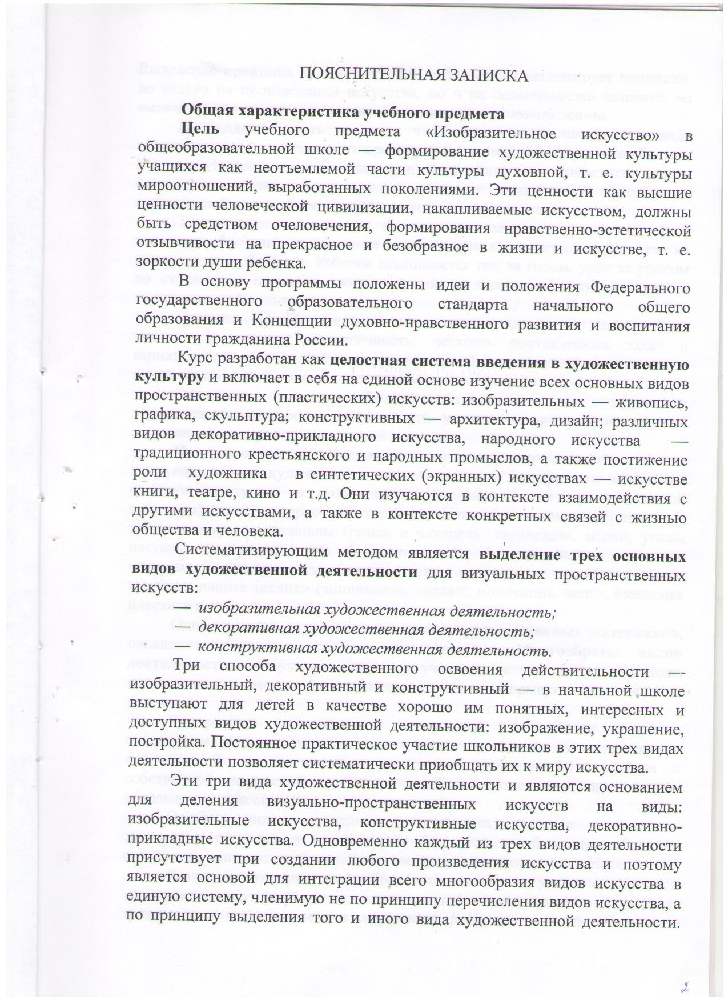 ПОЯСНИТЕЛЬНАЯ ЗАПИСКА
Общая характеристика учебного предмета
Цель учебного предмета «Изобразительное искусство» в
общеобразовательной школе — формирование художественной культуры
учащихся как неотъемлемой части культуры духовной, т. е. культуры
мироотношений, выработанных поколениями. Эти ценности как высшие
ценности человеческой цивилизации, накапливаемые искусством, должны
быть средством очеловечения, формирования нравственно-эстетической
отзывчивости на прекрасное и безобразное в жизни и искусстве, т. е.
зоркости души ребенка.
В основу программы положены идеи и положения Федерального
государственного образовательного стандарта начального общего
образования и Концепции духовно-нравственного развития и воспитания
личности гражданина России.
Курс разработан как целостная система введения в художественную
культуру и включает в себя на единой основе изучение всех основных видов
пространственных (пластических) искусств: изобразительных — живопись,
графика, скульптура; конструктивных — архитектура, дизайн; различных
видов декоративно-прикладного искусства, народного искусства —
традиционного крестьянского и народных промыслов, а также постижение
роли художника в синтетических (экранных) искусствах — искусстве
книги, театре, кино и т.д. Они изучаются в контексте взаимодействия с
другими искусствами, а также в контексте конкретных связей с жизнью
общества и человека.
Систематизирующим методом является выделение трех основных
видов художественной деятельности для визуальных пространственных
искусств:
— изобразительная художественная деятельность;
— декоративная художественная деятельность;
— конструктивная художественная деятельность.
Три способа художественного освоения действительности —
изобразительный, декоративный и конструктивный — в начальной школе
выступают для детей в качестве хорошо им понятных, интересных и
доступных видов художественной деятельности: изображение, украшение,
постройка. Постоянное практическое участие школьников в этих трех видах
деятельности позволяет систематически приобщать их к миру искусства.
Эти три вида художественной деятельности и являются основанием
для деления визуально-пространственных искусств на виды:
изобразительные искусства, конструктивные искусства, декоративно-
прикладные искусства. Одновременно каждый из трех видов деятельности
присутствует при создании любого произведения искусства и поэтому
является основой для интеграции всего многообразия видов искусства в
единую систему, членимую не по принципу перечисления видов искусства, а
по принципу выделения того и иного вида художественной деятельности.
2